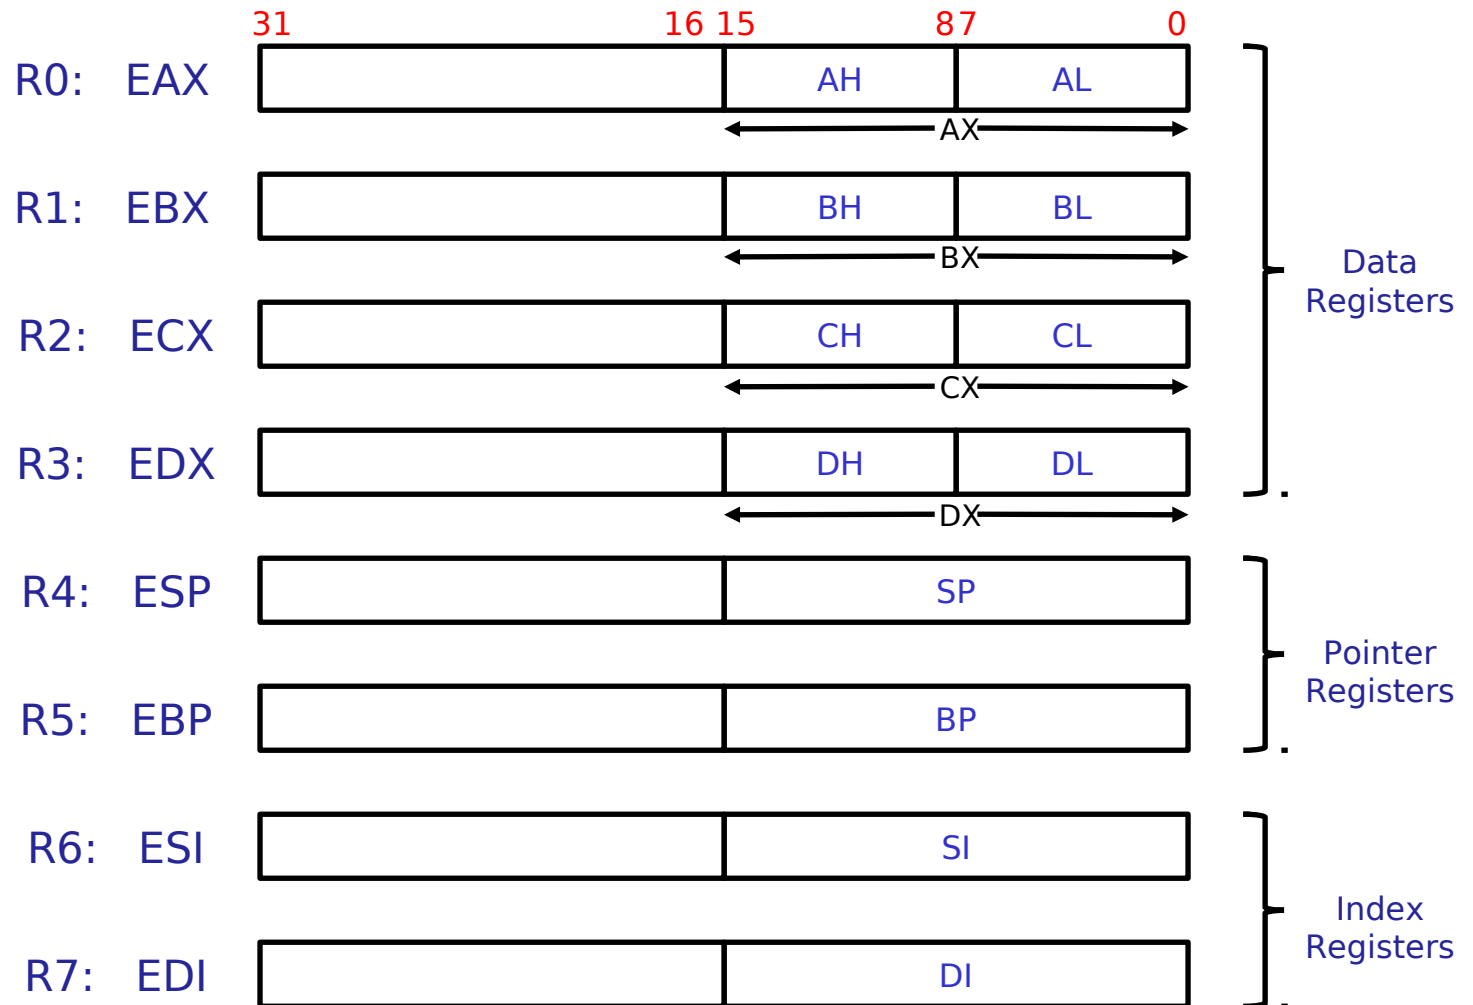 31 16 15 8 7 0
R0: EAX AH AL
AX
R1: EBX BH BL
BX
Data
Registers
R2: ECX CH CL
CX
R3: EDX DH DL
DX
R4: ESP SP
Pointer
Registers
R5: EBP BP
R6: ESI SI
Index
Registers
R7: EDI DI